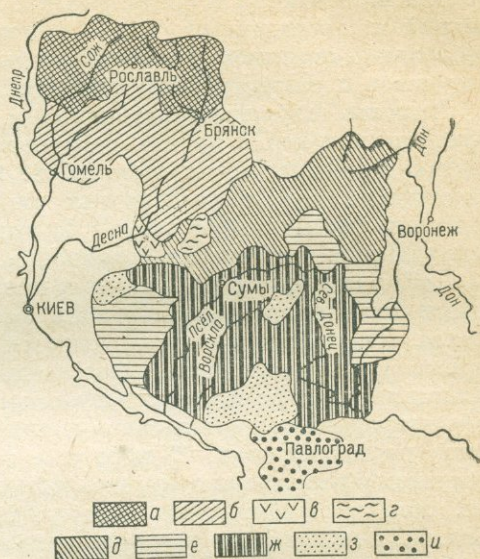 Днепр
Сож
Рославль
Брянск
Гомель
Дон
Десна
Воронеж
Дон
КИЕВ
Сумы
Псел
Ворскла
Сев. Донец
Павлоград
а б в г
д е ж з и